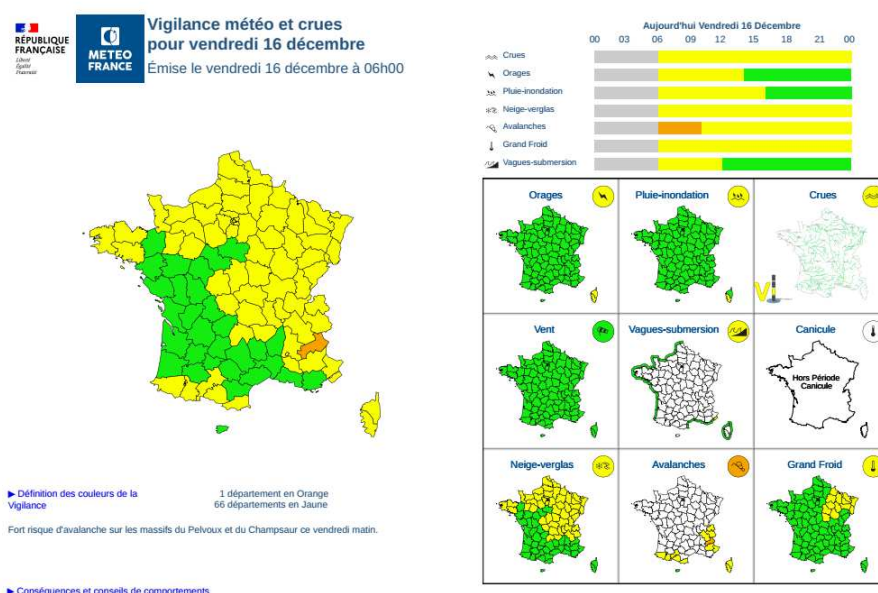 RÉPUBLIQUE
FRANÇAISE
Liberté
Égalité
Fraternité
METEO
FRANCE
Vigilance météo et crues
pour vendredi 16 décembre
Émise le vendredi 16 décembre à 06h00
▶ Définition des couleurs de la
Vigilance
1 département en Orange
66 départements en Jaune
Fort risque d'avalanche sur les massifs du Pelvoux et du Champsaur ce vendredi matin.
▶ Conséquences et conseils de comportements
Aujourd'hui Vendredi 16 Décembre
00 03 06 09 12 15 18 21 00
Crues
Orages
Pluie-inondation
Neige-verglas
Avalanches
Grand Froid
Vagues-submersion
Orages
Pluie-inondation
Crues
Vi
Vent
Vagues-submersion
Canicule
Hors Période
Canicule
Neige-verglas
Avalanches
Grand Froid